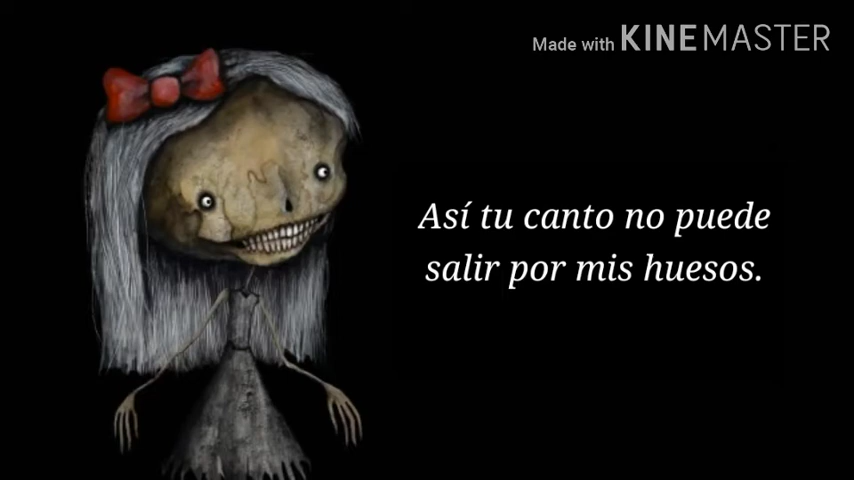 Made with KINEMASTER
Así tu canto no puede
salir por mis huesos.